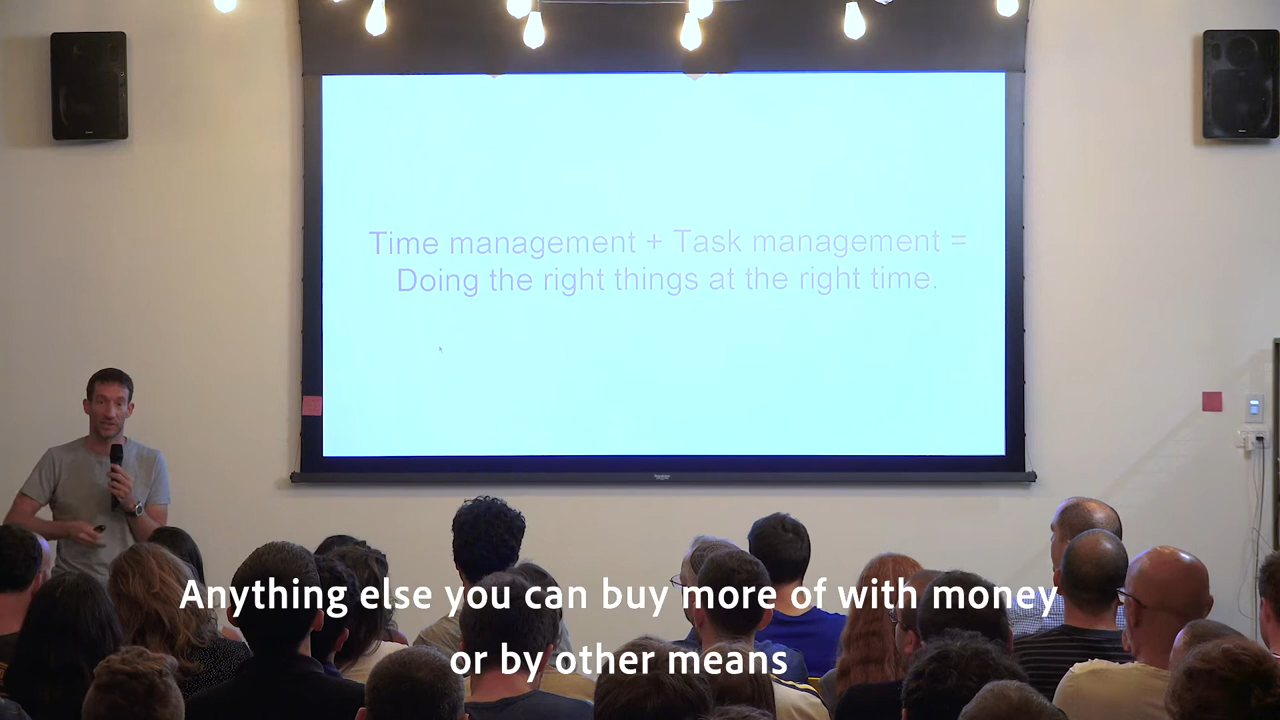 Time management + Task management =
Doing the right things at the right time.
Anything else you can buy more of with money
or by other means